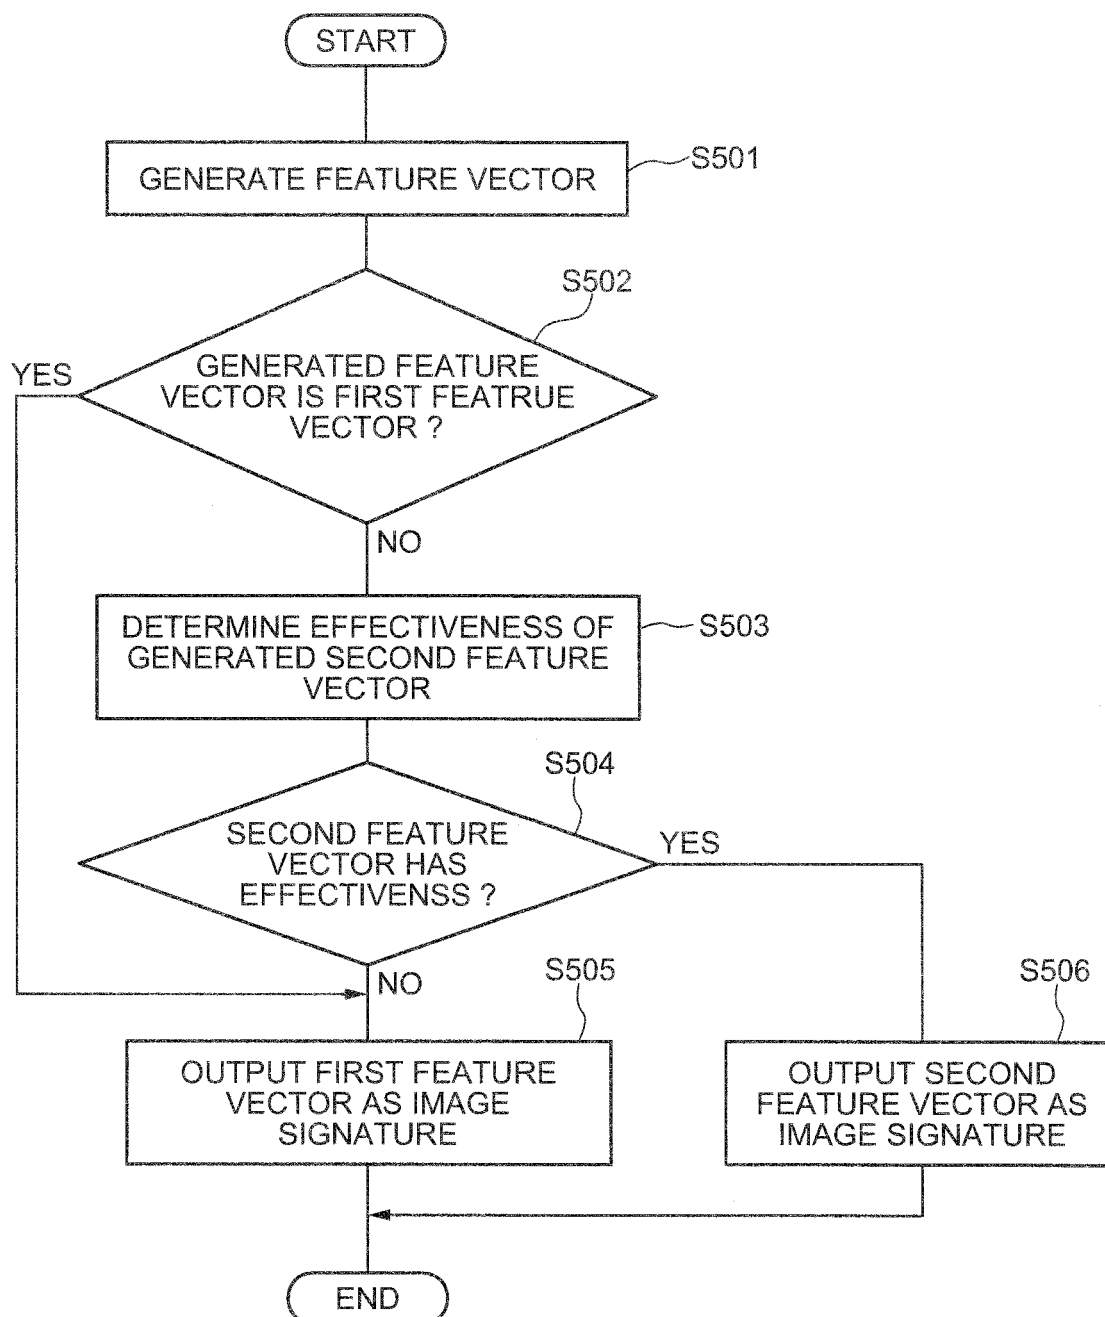 START
GENERATE FEATURE VECTOR
S501
S502
GENERATED FEATURE
VECTOR IS FIRST FEATRUE
VECTOR ?
YES
NO
DETERMINE EFFECTIVENESS OF
GENERATED SECOND FEATURE
VECTOR
S503
S504
SECOND FEATURE
VECTOR HAS
EFFECTIVENSS ?
YES
NO
S505
S506
OUTPUT FIRST FEATURE
VECTOR AS IMAGE
SIGNATURE
OUTPUT SECOND
FEATURE VECTOR AS
IMAGE SIGNATURE
END